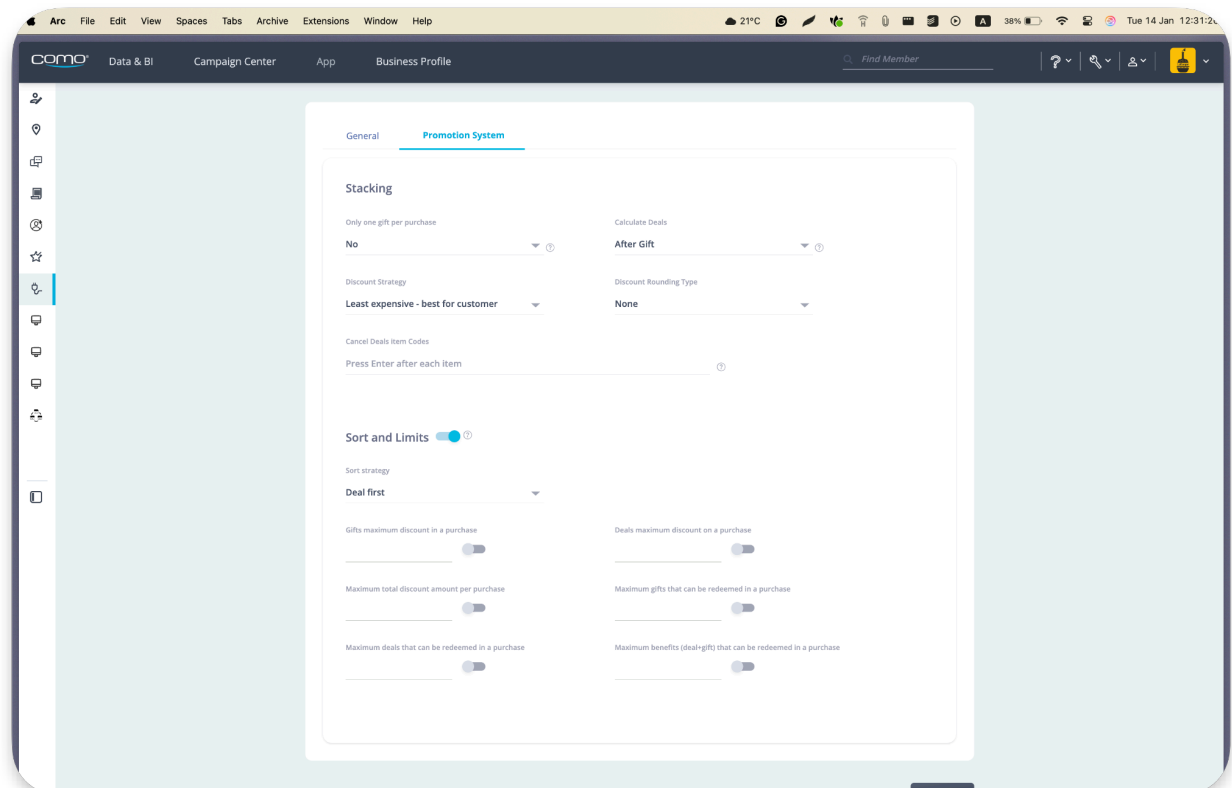 Arc File Edit View Spaces Tabs Archive Extensions Window Help 21°C A 38% Tue 14 Jan 12:31:20
como Data & BI Campaign Center App Business Profile Find Member
General Promotion System
Stacking
Only one gift per purchase Calculate Deals
No After Gift
Discount Strategy Discount Rounding Type
Least expensive - best for customer None
Cancel Deals item Codes
Press Enter after each item
Sort and Limits
Sort strategy
Deal first
Gifts maximum discount in a purchase Deals maximum discount on a purchase
Maximum total discount amount per purchase Maximum gifts that can be redeemed in a purchase
Maximum deals that can be redeemed in a purchase Maximum benefits (deal+gift) that can be redeemed in a purchase